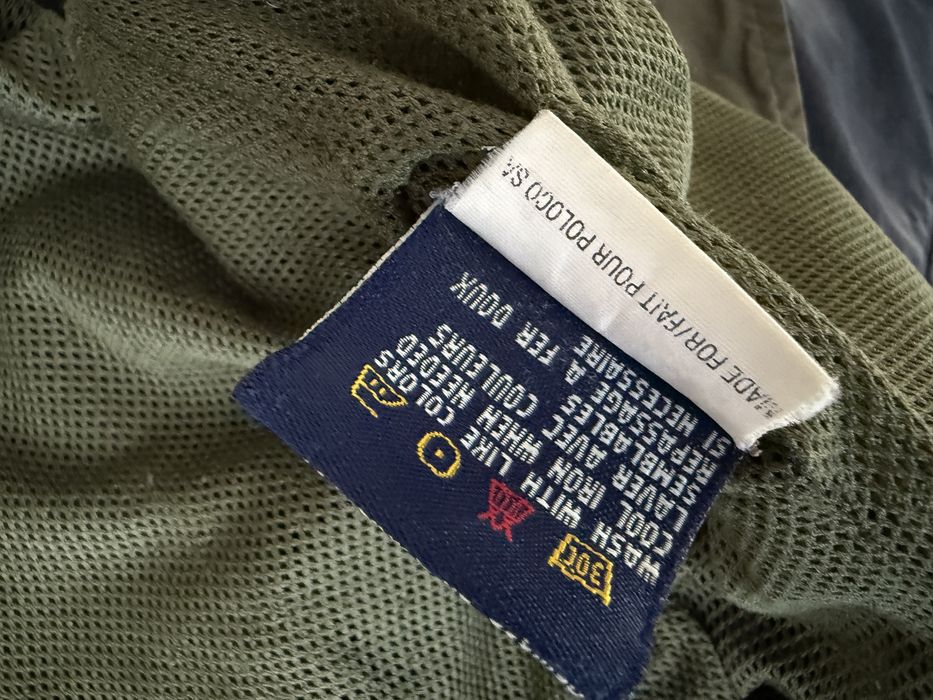 30C
WASH WITH LIKE COLORS
COOL IRON WHEN NEEDED
LAVER AVEC COULEURS
SEMBLABLES
REPASSAGE A FER DOUX
SI NECESSAIRE
MADE FOR/FAIT POUR POLOCO SA